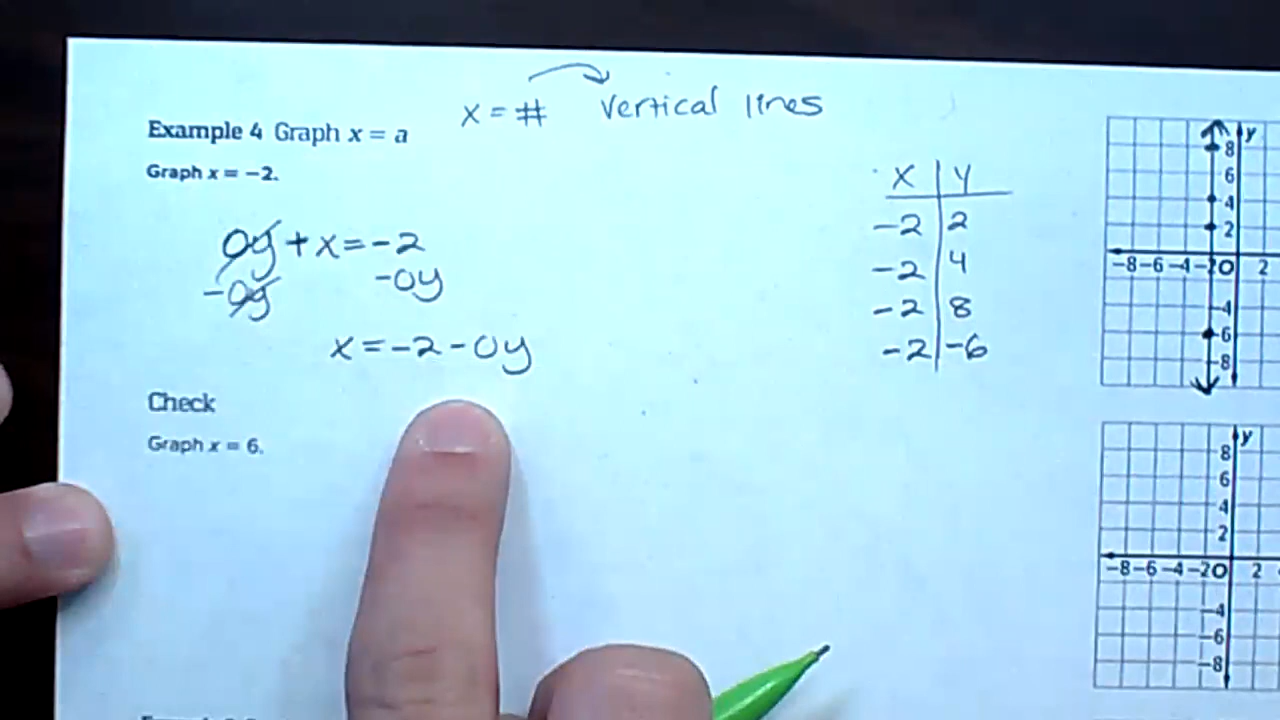 x = # vertical lines
Example 4 Graph x = a
Graph x = −2.
0y + x = -2
-0y -0y
x = -2 - 0y
x y
-2 2
-2 4
-2 8
-2 -6
y
8
6
4
2
−8 −6 −4 −2 O 2
−4
−6
−8
Check
Graph x = 6.
y
8
6
4
2
−8 −6 −4 −2 O 2
−4
−6
−8